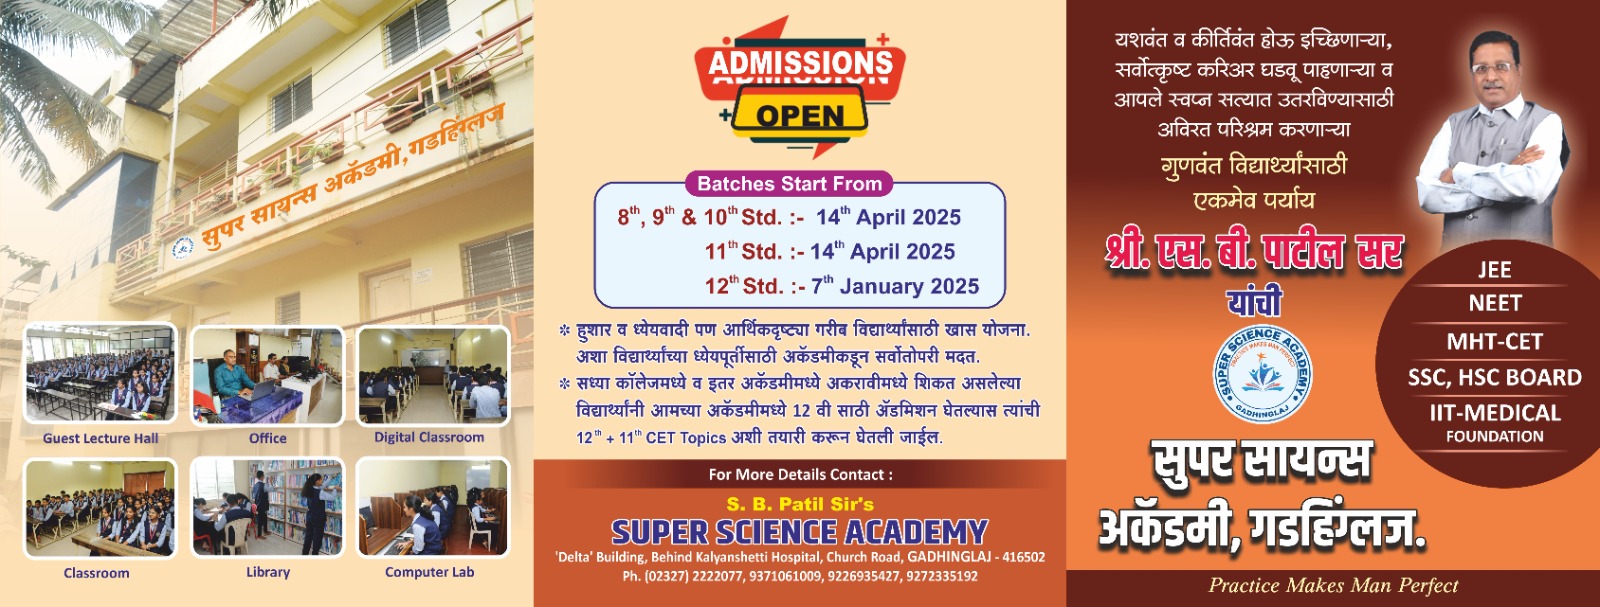 सुपर सायन्स अकॅडमी, गडहिंग्लज
Guest Lecture Hall
Office
Digital Classroom
Classroom
Library
Computer Lab
ADMISSIONS
OPEN
Batches Start From
8th, 9th & 10th Std. :- 14th April 2025
11th Std. :- 14th April 2025
12th Std. :- 7th January 2025
* हुशार व ध्येयवादी पण आर्थिकदृष्ट्या गरीब विद्यार्थ्यांसाठी खास योजना.
अशा विद्यार्थ्यांच्या ध्येयपूर्तीसाठी अकॅडमीकडून सर्वोतोपरी मदत.
* सध्या कॉलेजमध्ये व इतर अकॅडमीमध्ये अकरावीमध्ये शिकत असलेल्या
विद्यार्थ्यांनी आमच्या अकॅडमीमध्ये 12 वी साठी ॲडमिशन घेतल्यास त्यांची
12th + 11th CET Topics अशी तयारी करून घेतली जाईल.
For More Details Contact :
S. B. Patil Sir's
SUPER SCIENCE ACADEMY
'Delta' Building, Behind Kalyanshetti Hospital, Church Road, GADHINGLAJ - 416502
Ph. (02327) 2222077, 9371061009, 9226935427, 9272335192
यशवंत व कीर्तिवंत होऊ इच्छिणाऱ्या,
सर्वोत्कृष्ट करिअर घडवू पाहणाऱ्या व
आपले स्वप्न सत्यात उतरविण्यासाठी
अविरत परिश्रम करणाऱ्या
गुणवंत विद्यार्थ्यांसाठी
एकमेव पर्याय
श्री. एस. बी. पाटील सर
यांची
SUPER SCIENCE ACADEMY
PRACTICE MAKES MAN PERFECT
GADHINGLAJ
सुपर सायन्स
अकॅडमी, गडहिंग्लज.
JEE
NEET
MHT-CET
SSC, HSC BOARD
IIT-MEDICAL
FOUNDATION
Practice Makes Man Perfect